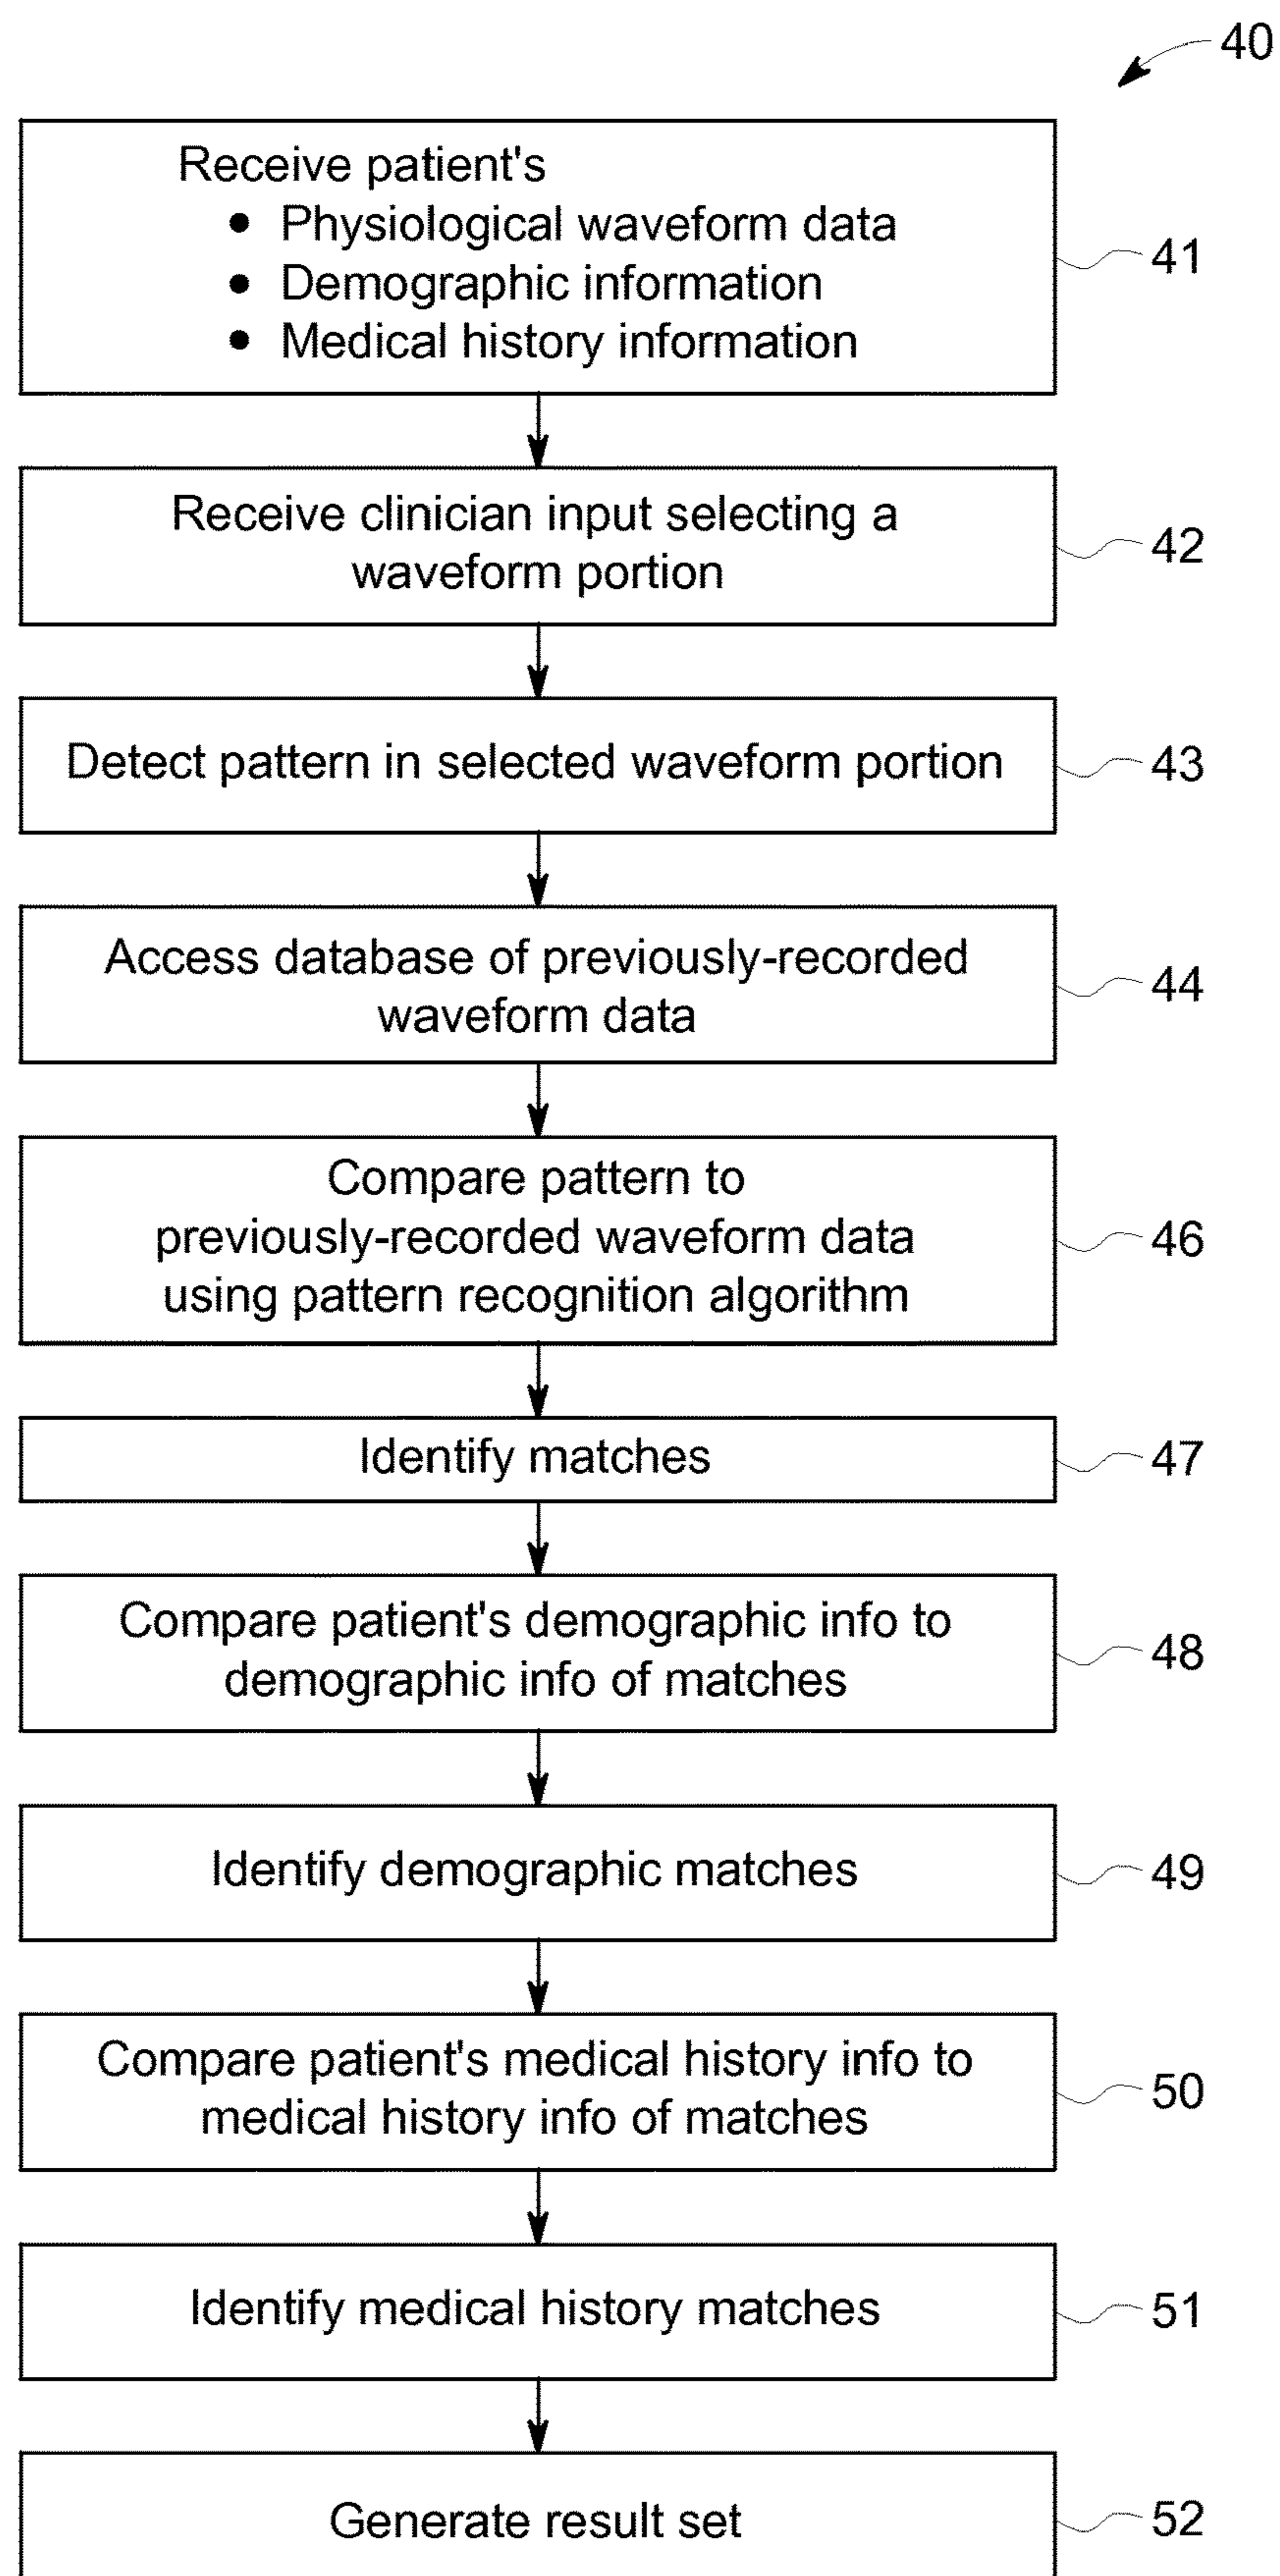 40
Receive patient's
• Physiological waveform data
• Demographic information
• Medical history information
41
Receive clinician input selecting a
waveform portion
42
Detect pattern in selected waveform portion
43
Access database of previously-recorded
waveform data
44
Compare pattern to
previously-recorded waveform data
using pattern recognition algorithm
46
Identify matches
47
Compare patient's demographic info to
demographic info of matches
48
Identify demographic matches
49
Compare patient's medical history info to
medical history info of matches
50
Identify medical history matches
51
Generate result set
52